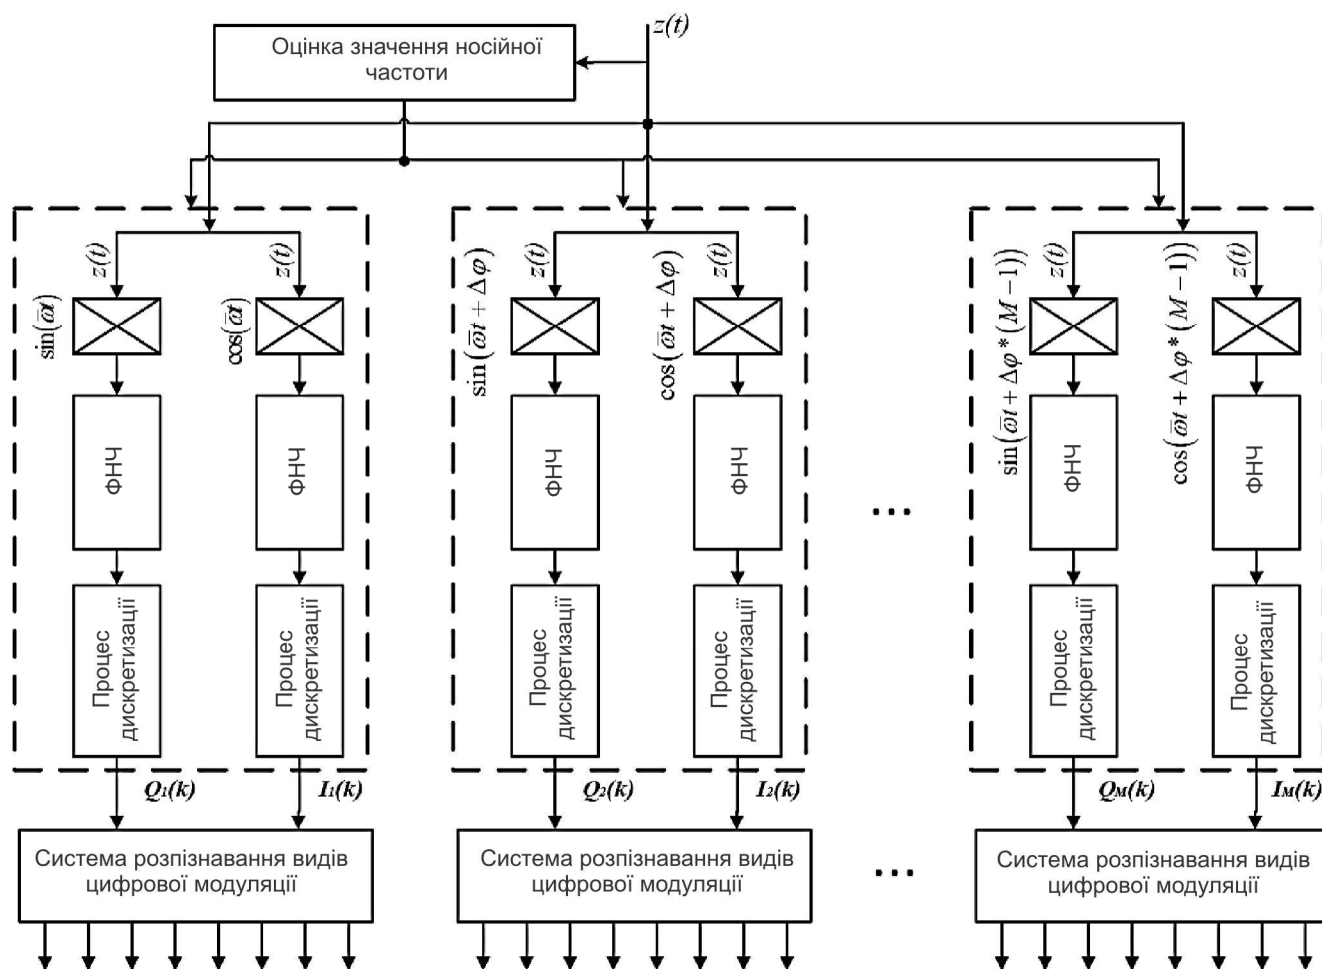 z(t)
Оцінка значення носійної
частоти
z(t)
z(t)
sin(ω̅t)
cos(ω̅t)
ФНЧ
ФНЧ
Процес
дискретизації
Процес
дискретизації
Q₁(k)
I₁(k)
Система розпізнавання видів
цифрової модуляції
z(t)
z(t)
sin(ω̅t + Δφ)
cos(ω̅t + Δφ)
ФНЧ
ФНЧ
Процес
дискретизації
Процес
дискретизації
Q₂(k)
I₂(k)
Система розпізнавання видів
цифрової модуляції
...
...
z(t)
z(t)
sin(ω̅t + Δφ*(M−1))
cos(ω̅t + Δφ*(M−1))
ФНЧ
ФНЧ
Процес
дискретизації
Процес
дискретизації
Qм(k)
Iм(k)
Система розпізнавання видів
цифрової модуляції